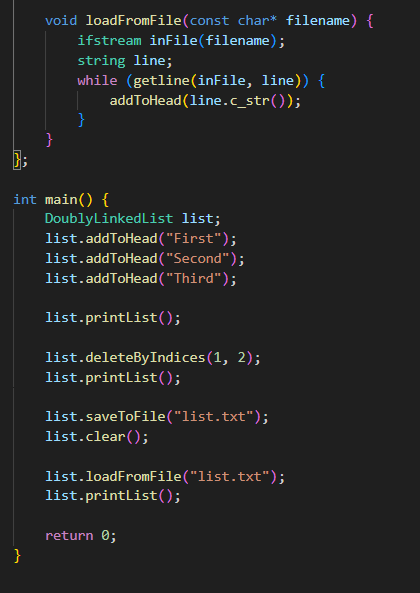 void loadFromFile(const char* filename) {
ifstream inFile(filename);
string line;
while (getline(inFile, line)) {
addToHead(line.c_str());
}
}
};
int main() {
DoublyLinkedList list;
list.addToHead("First");
list.addToHead("Second");
list.addToHead("Third");
list.printList();
list.deleteByIndices(1, 2);
list.printList();
list.saveToFile("list.txt");
list.clear();
list.loadFromFile("list.txt");
list.printList();
return 0;
}